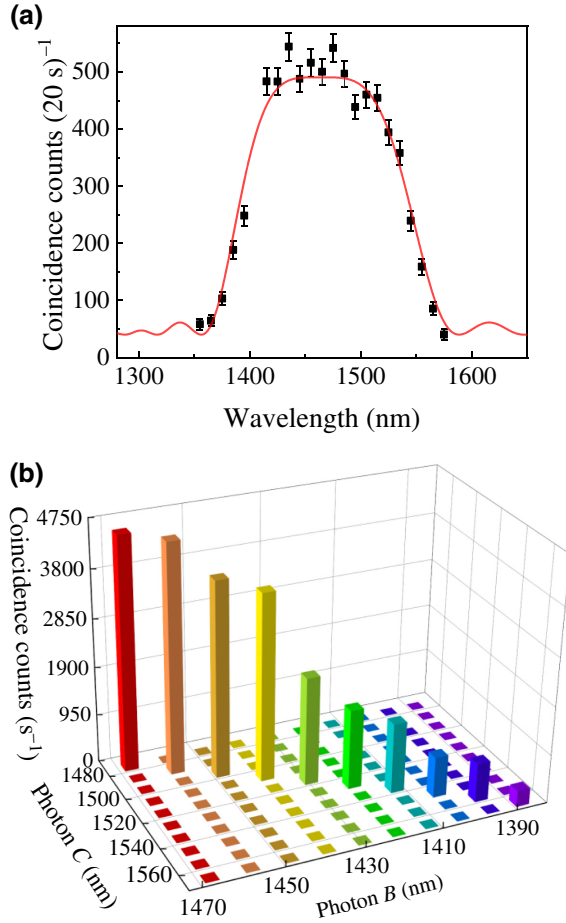 (a)
Coincidence counts (20 s)⁻¹
500
400
300
200
100
0
1300 1400 1500 1600
Wavelength (nm)
(b)
Coincidence counts (s⁻¹)
4750
3800
2850
1900
950
0
1480
1500
1520
1540
1560
Photon C (nm)
1470 1450 1430 1410 1390
Photon B (nm)